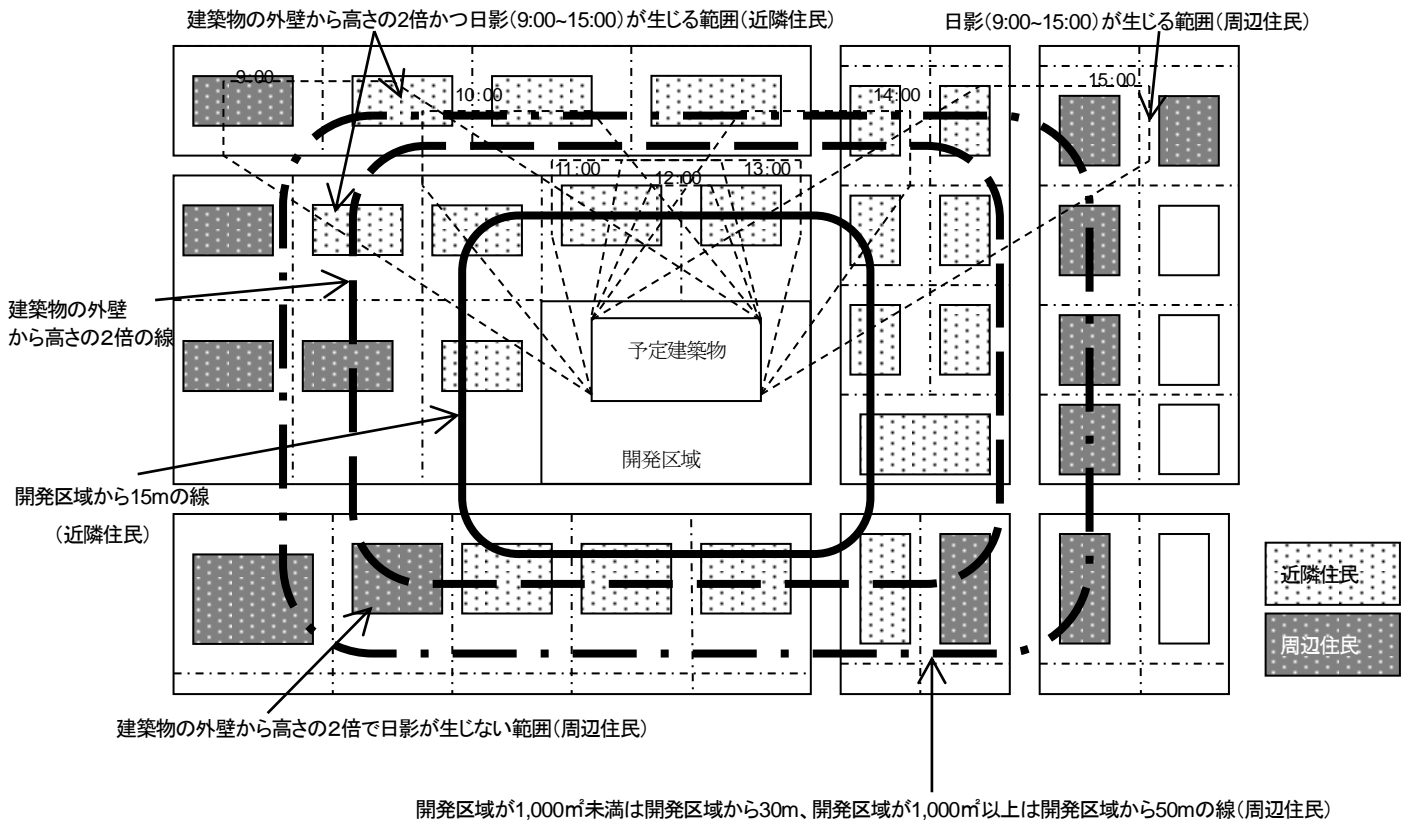 建築物の外壁から高さの2倍かつ日影(9:00~15:00)が生じる範囲(近隣住民)
日影(9:00~15:00)が生じる範囲(周辺住民)
9:00
10:00
14:00
15:00
11:00
12:00
13:00
建築物の外壁
から高さの2倍の線
予定建築物
開発区域
開発区域から15mの線
(近隣住民)
近隣住民
周辺住民
建築物の外壁から高さの2倍で日影が生じない範囲(周辺住民)
開発区域が1,000㎡未満は開発区域から30m、開発区域が1,000㎡以上は開発区域から50mの線(周辺住民)